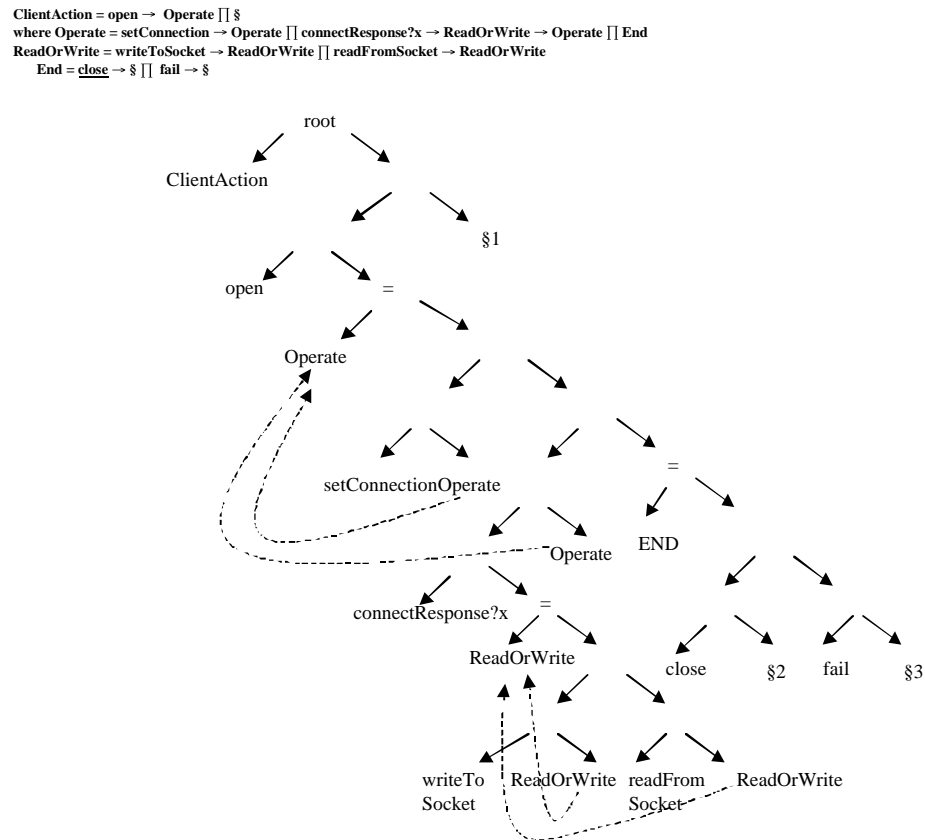 ClientAction = open → Operate ∏ §
where Operate = setConnection → Operate ∏ connectResponse?x → ReadOrWrite → Operate ∏ End
ReadOrWrite = writeToSocket → ReadOrWrite ∏ readFromSocket → ReadOrWrite
End = close → § ∏ fail → §
root
ClientAction
§1
open
=
Operate
=
setConnectionOperate
Operate
END
connectResponse?x
=
ReadOrWrite
close
§2
fail
§3
writeTo
Socket
ReadOrWrite
readFrom
Socket
ReadOrWrite